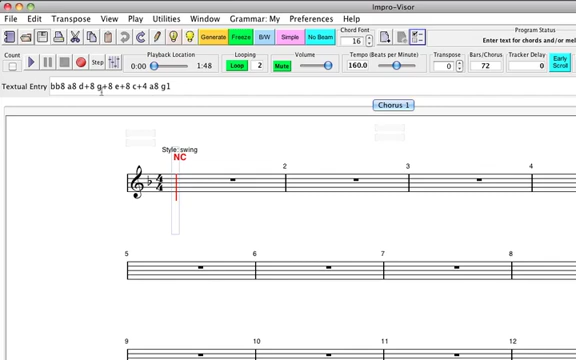 Impro-Visor
File Edit Text View Play Utilities Window Grammar: My Preferences Help
Chord Font
Tempo (Beats per Minute)
Program Status
Count
Step
Playback Location
0:00
1:48
Generate
Freeze
B/W
Simple
No Beam
16
Enter text for chords and/or me
Looping
Loop
2
Volume
Mute
160.0
Transpose
0
Bars/Chorus
72
Tracker Delay
0
Early
Scroll
Textual Entry bb8 a8 d+8 g+8 e+8 c+4 a8 g1
Chorus 1
Style: swing
NC
4
4
2
3
4
5
6
7
8
9
10
11
12